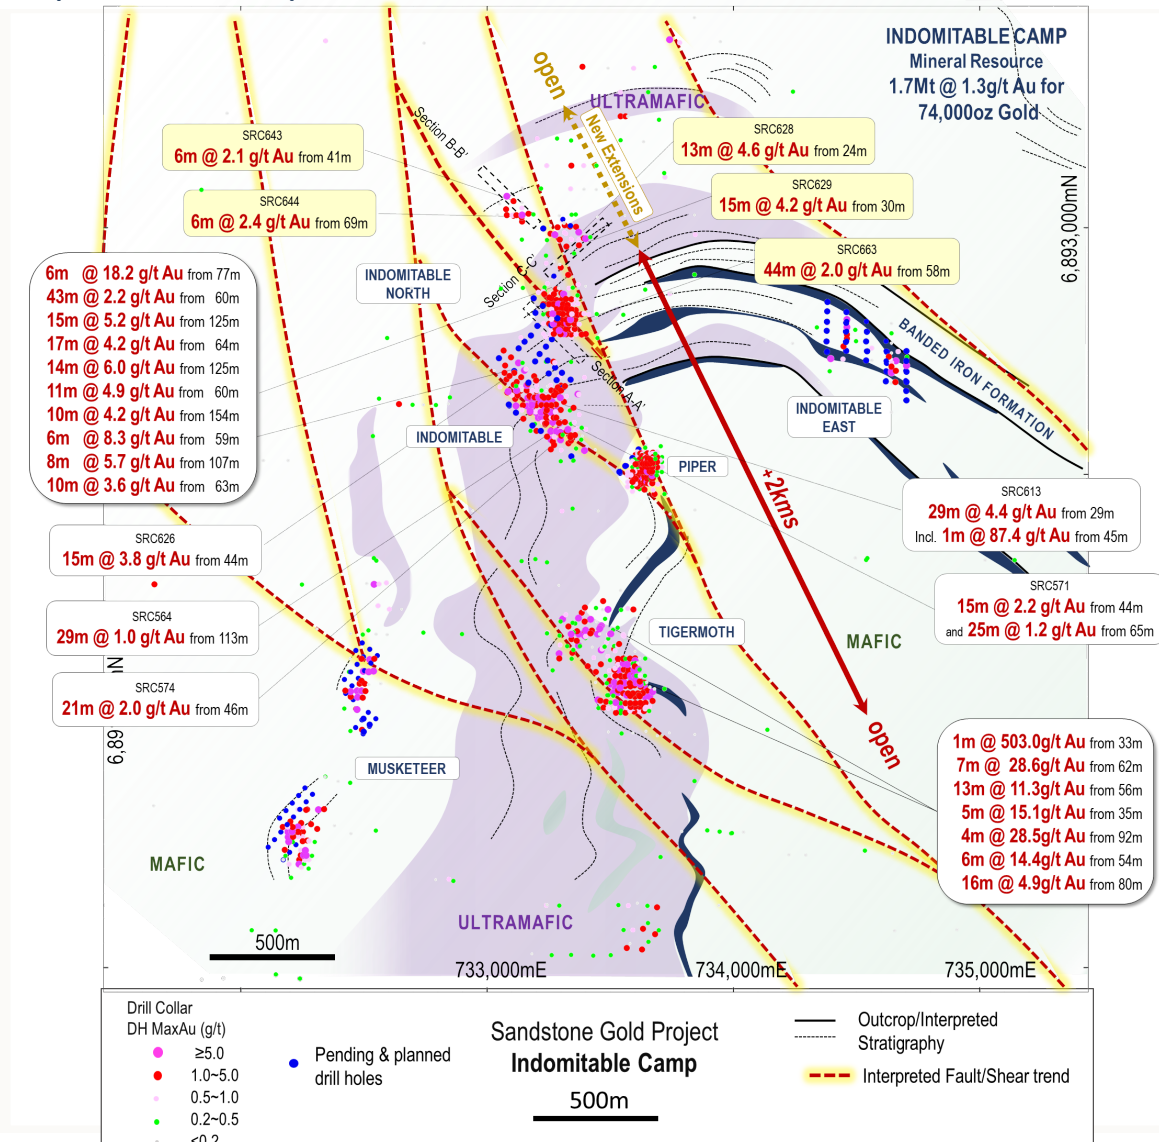 INDOMITABLE CAMP
Mineral Resource
1.7Mt @ 1.3g/t Au for
74,000oz Gold
open
ULTRAMAFIC
New Extensions
Section B-B'
SRC643
6m @ 2.1 g/t Au from 41m
SRC644
6m @ 2.4 g/t Au from 69m
SRC628
13m @ 4.6 g/t Au from 24m
SRC629
15m @ 4.2 g/t Au from 30m
SRC663
44m @ 2.0 g/t Au from 58m
6,893,000mN
6m @ 18.2 g/t Au from 77m
43m @ 2.2 g/t Au from 60m
15m @ 5.2 g/t Au from 125m
17m @ 4.2 g/t Au from 64m
14m @ 6.0 g/t Au from 125m
11m @ 4.9 g/t Au from 60m
10m @ 4.2 g/t Au from 154m
6m @ 8.3 g/t Au from 59m
8m @ 5.7 g/t Au from 107m
10m @ 3.6 g/t Au from 63m
INDOMITABLE
NORTH
Section C-C'
Section A-A'
BANDED IRON FORMATION
INDOMITABLE
EAST
INDOMITABLE
PIPER
+2kms
SRC613
29m @ 4.4 g/t Au from 29m
Incl. 1m @ 87.4 g/t Au from 45m
SRC626
15m @ 3.8 g/t Au from 44m
SRC571
15m @ 2.2 g/t Au from 44m
and 25m @ 1.2 g/t Au from 65m
SRC564
29m @ 1.0 g/t Au from 113m
TIGERMOTH
MAFIC
SRC574
21m @ 2.0 g/t Au from 46m
6,89
N
open
MUSKETEER
1m @ 503.0g/t Au from 33m
7m @ 28.6g/t Au from 62m
13m @ 11.3g/t Au from 56m
5m @ 15.1g/t Au from 35m
4m @ 28.5g/t Au from 92m
6m @ 14.4g/t Au from 54m
16m @ 4.9g/t Au from 80m
MAFIC
ULTRAMAFIC
500m
733,000mE
734,000mE
735,000mE
Drill Collar
DH MaxAu (g/t)
≥5.0
1.0~5.0
0.5~1.0
0.2~0.5
<0.2
Pending & planned
drill holes
Sandstone Gold Project
Indomitable Camp
500m
Outcrop/Interpreted
Stratigraphy
Interpreted Fault/Shear trend